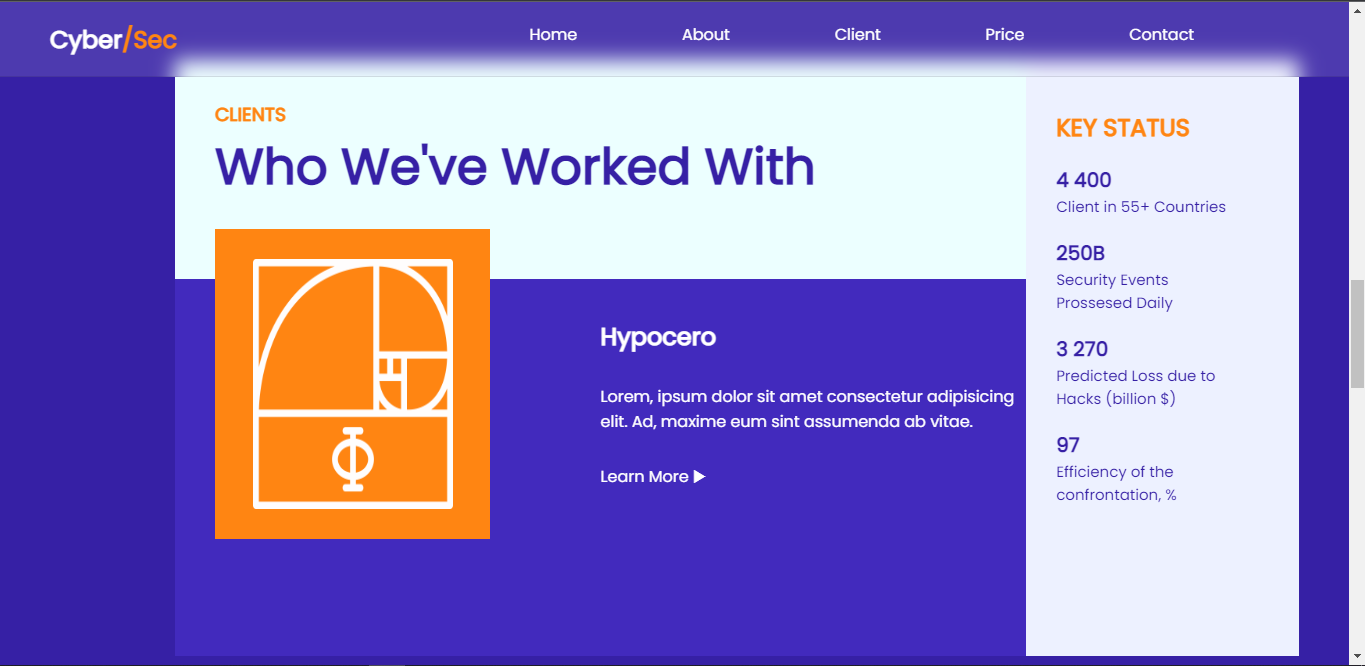 Cyber/Sec
Home
About
Client
Price
Contact
CLIENTS
Who We've Worked With
Φ
Hypocero
Lorem, ipsum dolor sit amet consectetur adipisicing
elit. Ad, maxime eum sint assumenda ab vitae.
Learn More ▶
KEY STATUS
4 400
Client in 55+ Countries
250B
Security Events
Prossesed Daily
3 270
Predicted Loss due to
Hacks (billion $)
97
Efficiency of the
confrontation, %